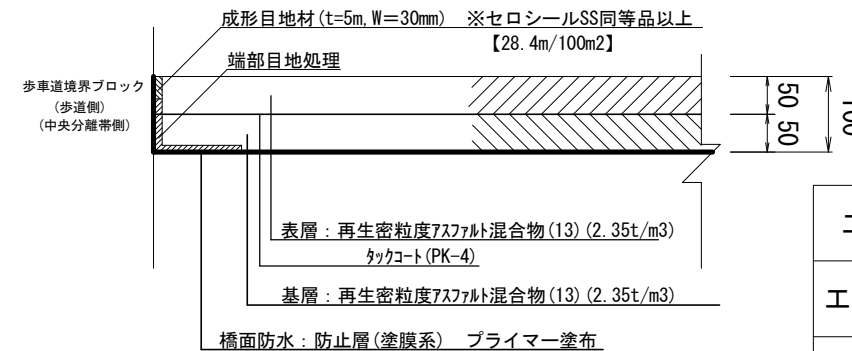 成形目地材(t=5m,W=30mm) ※セロシールSS同等品以上
【28.4m/100m2】
端部目地処理
歩車道境界ブロック
(歩道側)
(中央分離帯側)
50
50
表層：再生密粒度ｱｽﾌｧﾙﾄ混合物(13)(2.35t/m3)
ﾀｯｸｺｰﾄ(PK-4)
基層：再生密粒度ｱｽﾌｧﾙﾄ混合物(13)(2.35t/m3)
橋面防水：防止層(塗膜系) プライマー塗布